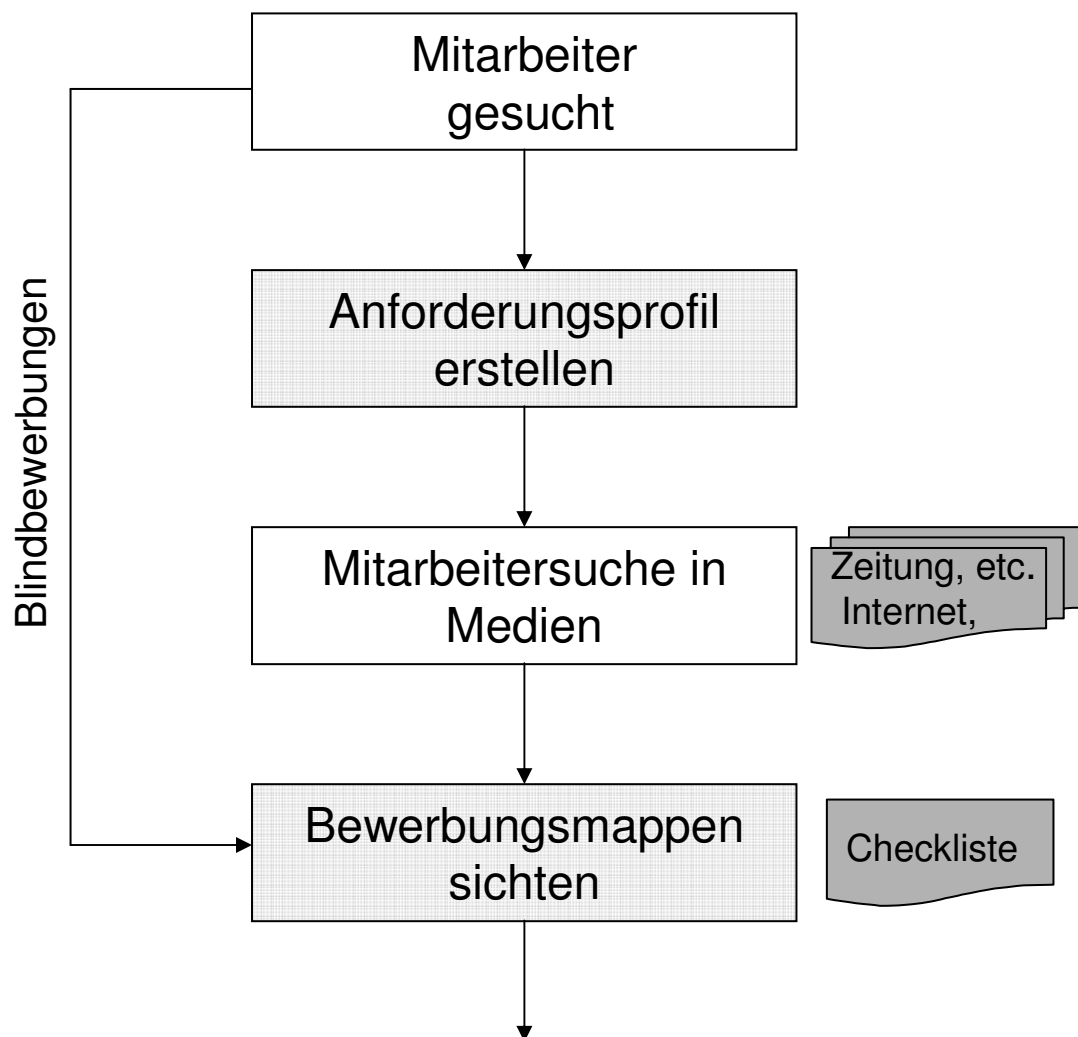 Mitarbeiter
gesucht
Blindbewerbungen
Anforderungsprofil
erstellen
Mitarbeitersuche in
Medien
Zeitung, etc.
Internet,
Bewerbungsmappen
sichten
Checkliste